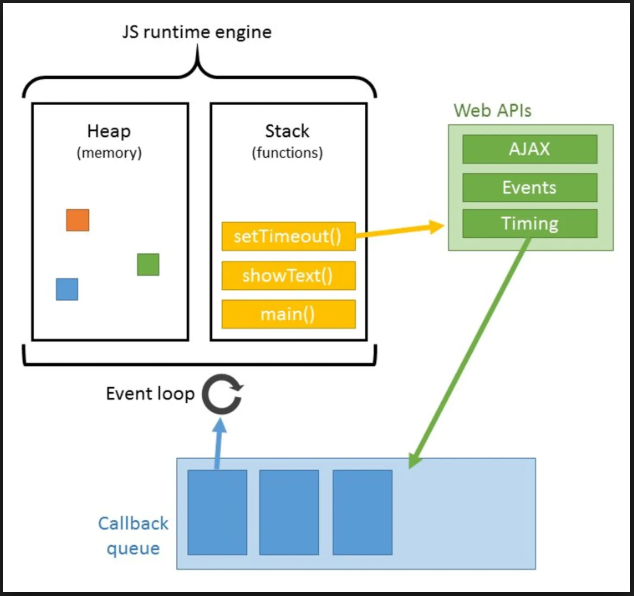 JS runtime engine
Heap
(memory)
Stack
(functions)
setTimeout()
showText()
main()
Web APIs
AJAX
Events
Timing
Event loop
Callback
queue